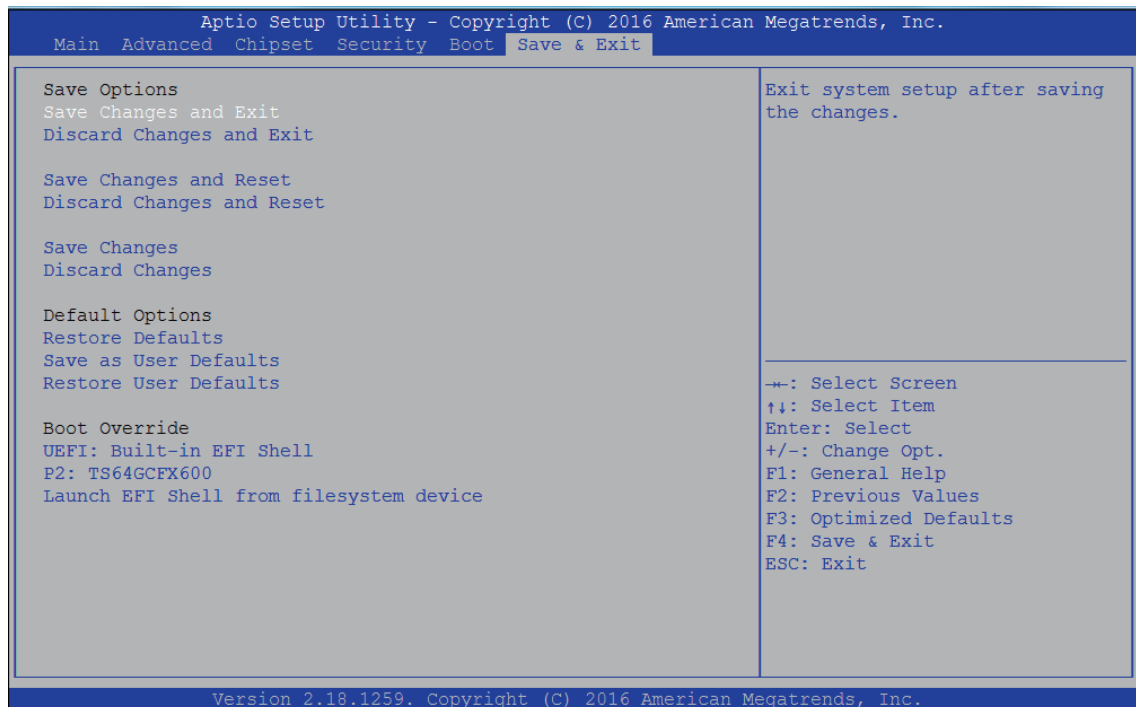 Aptio Setup Utility - Copyright (C) 2016 American Megatrends, Inc.
Main Advanced Chipset Security Boot Save & Exit
Save Options
Save Changes and Exit
Discard Changes and Exit
Save Changes and Reset
Discard Changes and Reset
Save Changes
Discard Changes
Default Options
Restore Defaults
Save as User Defaults
Restore User Defaults
Boot Override
UEFI: Built-in EFI Shell
P2: TS64GCFX600
Launch EFI Shell from filesystem device
Exit system setup after saving
the changes.
→←: Select Screen
↑↓: Select Item
Enter: Select
+/-: Change Opt.
F1: General Help
F2: Previous Values
F3: Optimized Defaults
F4: Save & Exit
ESC: Exit
Version 2.18.1259. Copyright (C) 2016 American Megatrends, Inc.